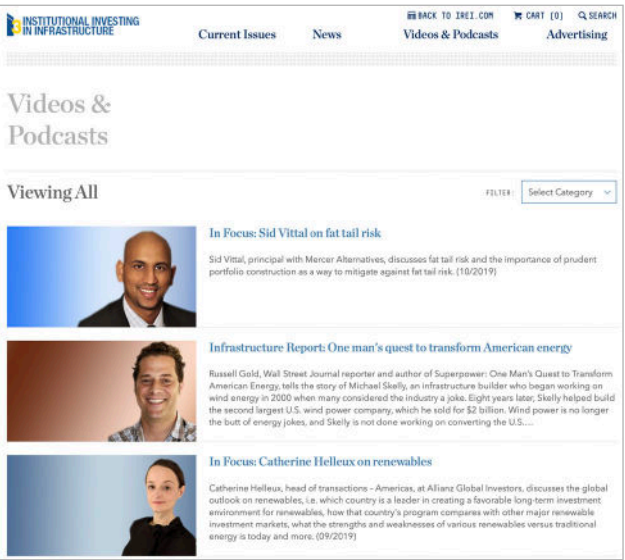 BACK TO IREI.COM CART (0) SEARCH
i3 INSTITUTIONAL INVESTING
IN INFRASTRUCTURE
Current Issues News Videos & Podcasts Advertising
Videos &
Podcasts
Viewing All
FILTER: Select Category
In Focus: Sid Vittal on fat tail risk
Sid Vittal, principal with Mercer Alternatives, discusses fat tail risk and the importance of prudent
portfolio construction as a way to mitigate against fat tail risk. (10/2019)
Infrastructure Report: One man's quest to transform American energy
Russell Gold, Wall Street Journal reporter and author of Superpower: One Man's Quest to Transform
American Energy, tells the story of Michael Skelly, an infrastructure builder who began working on
wind energy in 2000 when many considered the industry a joke. Eight years later, Skelly helped build
the second largest U.S. wind power company, which he sold for $2 billion. Wind power is no longer
the butt of energy jokes, and Skelly is not done working on converting the U.S....
In Focus: Catherine Helleux on renewables
Catherine Helleux, head of transactions – Americas, at Allianz Global Investors, discusses the global
outlook on renewables, i.e. which country is a leader in creating a favorable long-term investment
environment for renewables, how that country's program compares with other major renewable
investment markets, what the strengths and weaknesses of various renewables versus traditional
energy is today and more. (09/2019)